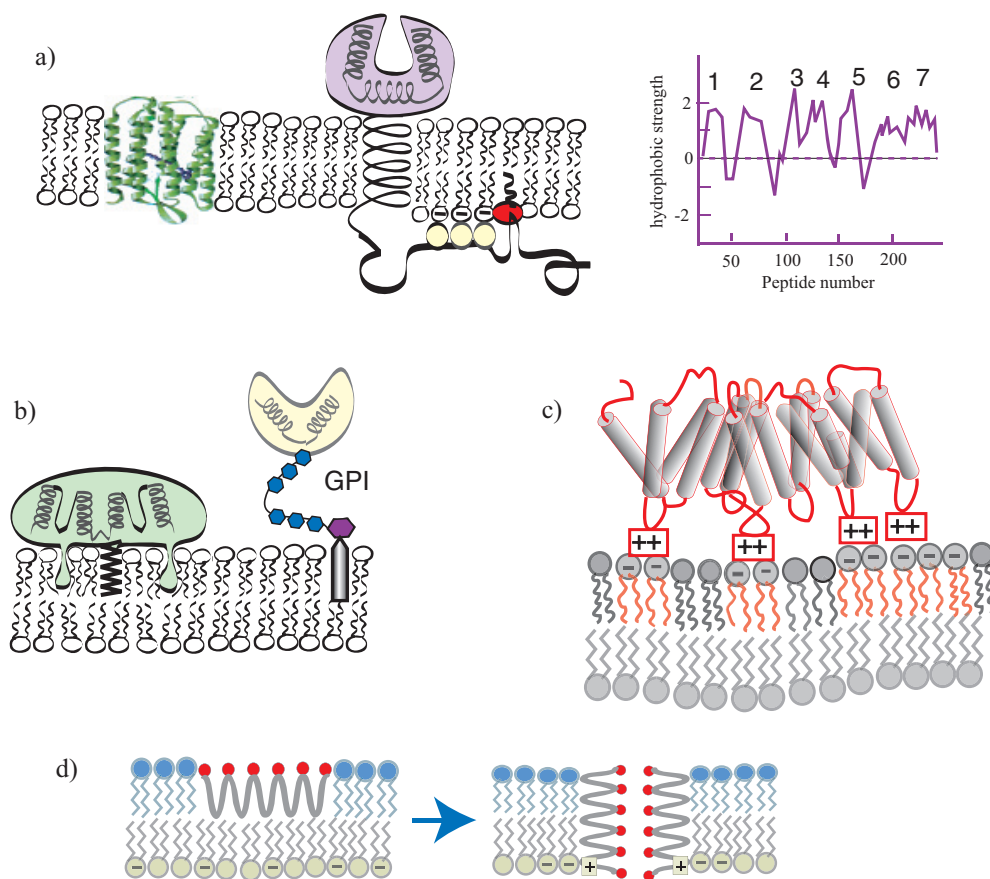 a)
hydrophobic strength
1 2 3 4 5 6 7
2
0
-2
50 100 150 200
Peptide number
b)
GPI
c)
++ ++ ++ ++
d)
+ +